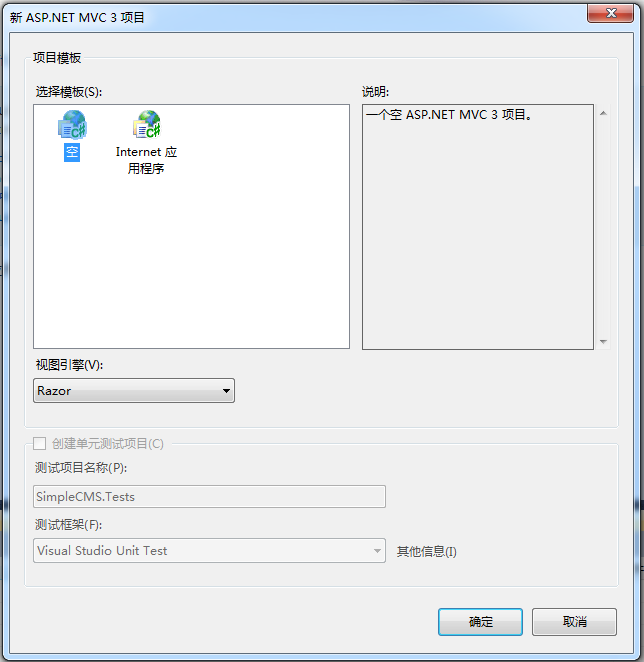 新 ASP.NET MVC 3 项目
项目模板
选择模板(S):
说明:
空
Internet 应
用程序
一个空 ASP.NET MVC 3 项目。
视图引擎(V):
Razor
创建单元测试项目(C)
测试项目名称(P):
SimpleCMS.Tests
测试框架(F):
Visual Studio Unit Test
其他信息(I)
确定
取消